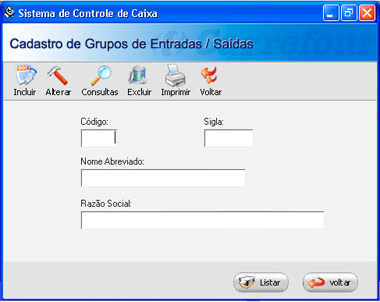 Sistema de Controle de Caixa
Carrefour
Cadastro de Grupos de Entradas / Saídas
Incluir Alterar Consultas Excluir Imprimir Voltar
Código: Sigla:
Nome Abreviado:
Razão Social:
Listar voltar